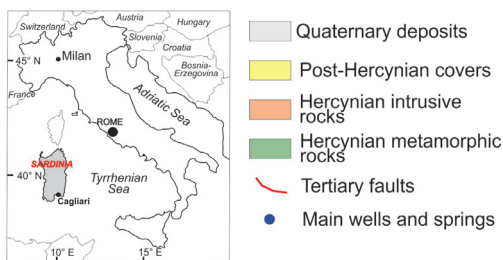 Switzerland
Austria
Hungary
Slovenia
Croatia
Milan
45° N
Bosnia-
Erzegovina
France
Adriatic Sea
ROME
SARDINIA
40° N
Tyrrhenian
Sea
Cagliari
10° E
15° E
Quaternary deposits
Post-Hercynian covers
Hercynian intrusive
rocks
Hercynian metamorphic
rocks
Tertiary faults
Main wells and springs